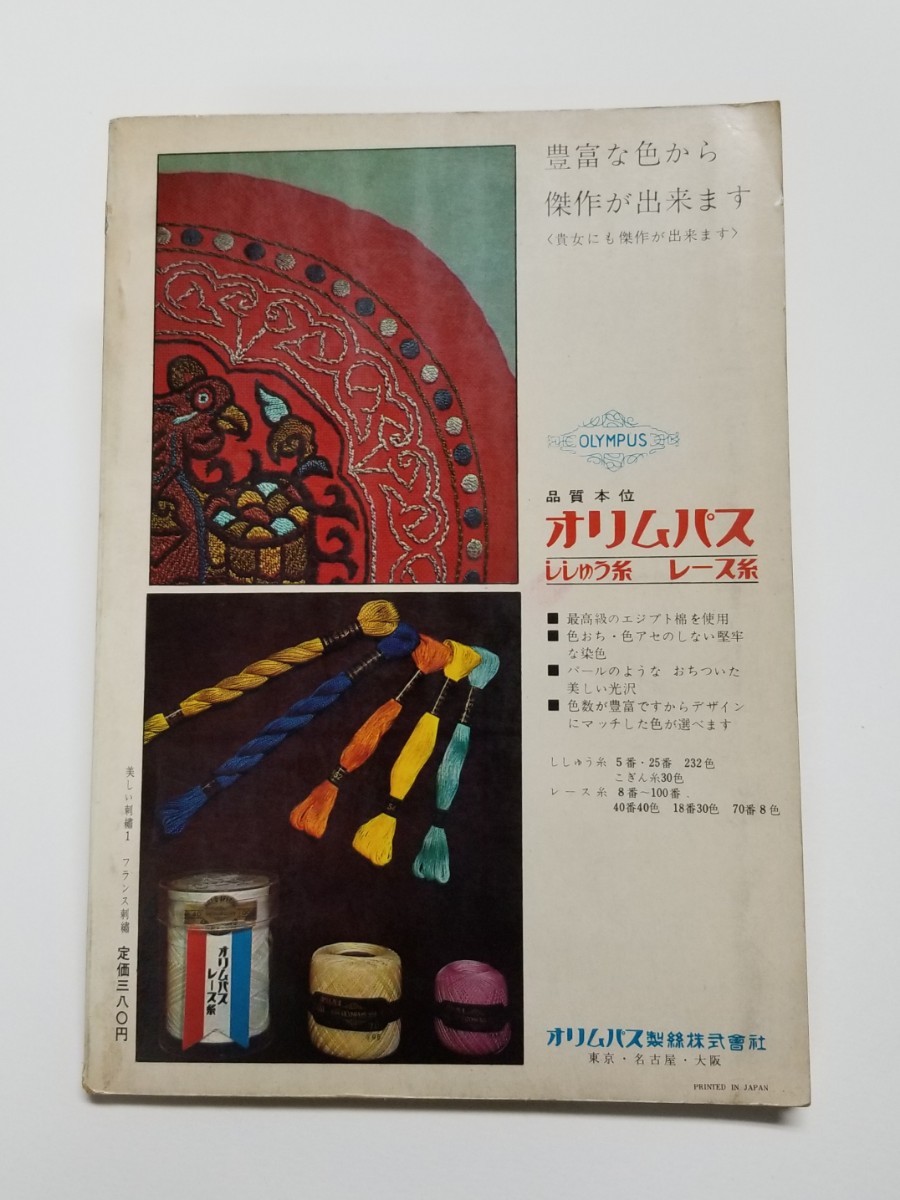 豊富な色から
傑作が出来ます
〈貴女にも傑作が出来ます〉
OLYMPUS
品質本位
オリムパス
ししゅう糸 レース糸
■ 最高級のエジプト棉を使用
■ 色おち・色アセのしない堅牢
な染色
■ パールのような おちついた
美しい光沢
■ 色数が豊富ですからデザイン
にマッチした色が選べます
ししゅう糸 5番・25番 232色
こぎん糸30色
レース糸 8番〜100番
40番40色 18番30色 70番8色
オリムパス製絲株式會社
東京・名古屋・大阪
PRINTED IN JAPAN
美しい刺繡1 フランス刺繡 定価三八〇円
オリムパス
レース糸